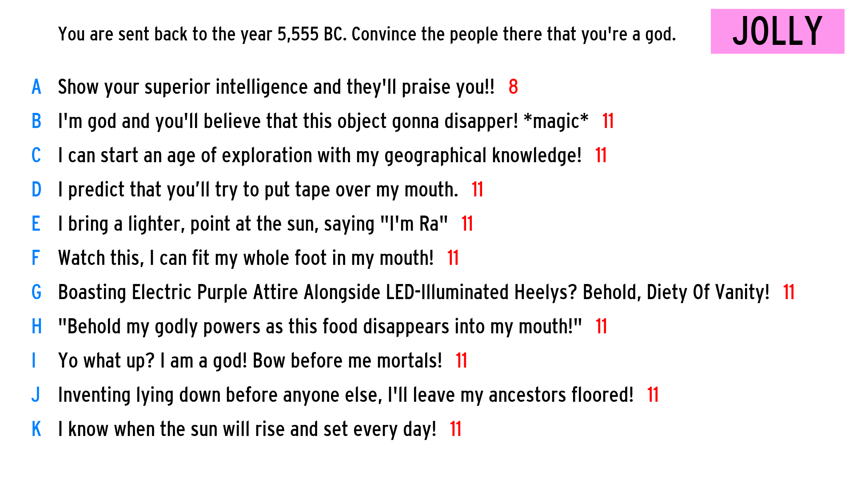 You are sent back to the year 5,555 BC. Convince the people there that you're a god.
JOLLY
A Show your superior intelligence and they'll praise you!! 8
B I'm god and you'll believe that this object gonna disapper! *magic* 11
C I can start an age of exploration with my geographical knowledge! 11
D I predict that you’ll try to put tape over my mouth. 11
E I bring a lighter, point at the sun, saying "I'm Ra" 11
F Watch this, I can fit my whole foot in my mouth! 11
G Boasting Electric Purple Attire Alongside LED-Illuminated Heelys? Behold, Diety Of Vanity! 11
H "Behold my godly powers as this food disappears into my mouth!" 11
I Yo what up? I am a god! Bow before me mortals! 11
J Inventing lying down before anyone else, I'll leave my ancestors floored! 11
K I know when the sun will rise and set every day! 11